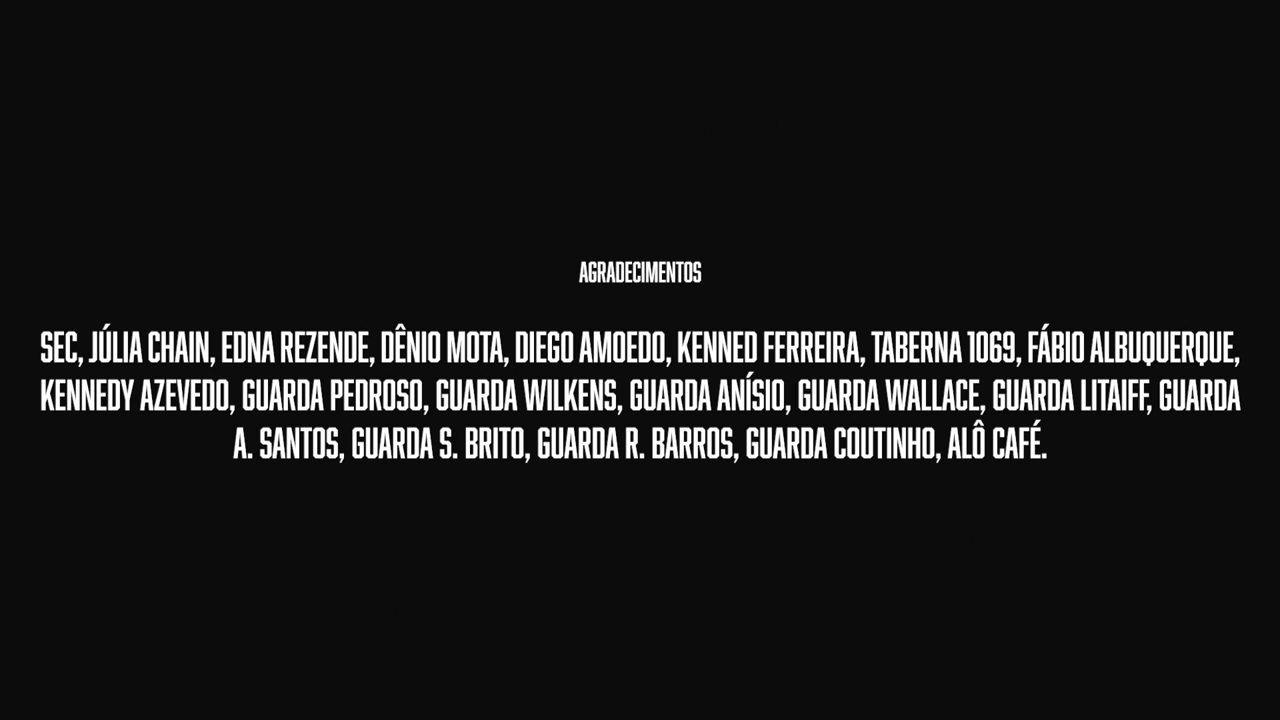 AGRADECIMENTOS
SEC, JÚLIA CHAIN, EDNA REZENDE, DÊNIO MOTA, DIEGO AMOEDO, KENNED FERREIRA, TABERNA 1069, FÁBIO ALBUQUERQUE,
KENNEDY AZEVEDO, GUARDA PEDROSO, GUARDA WILKENS, GUARDA ANÍSIO, GUARDA WALLACE, GUARDA LITAIFF, GUARDA
A. SANTOS, GUARDA S. BRITO, GUARDA R. BARROS, GUARDA COUTINHO, ALÔ CAFÉ.